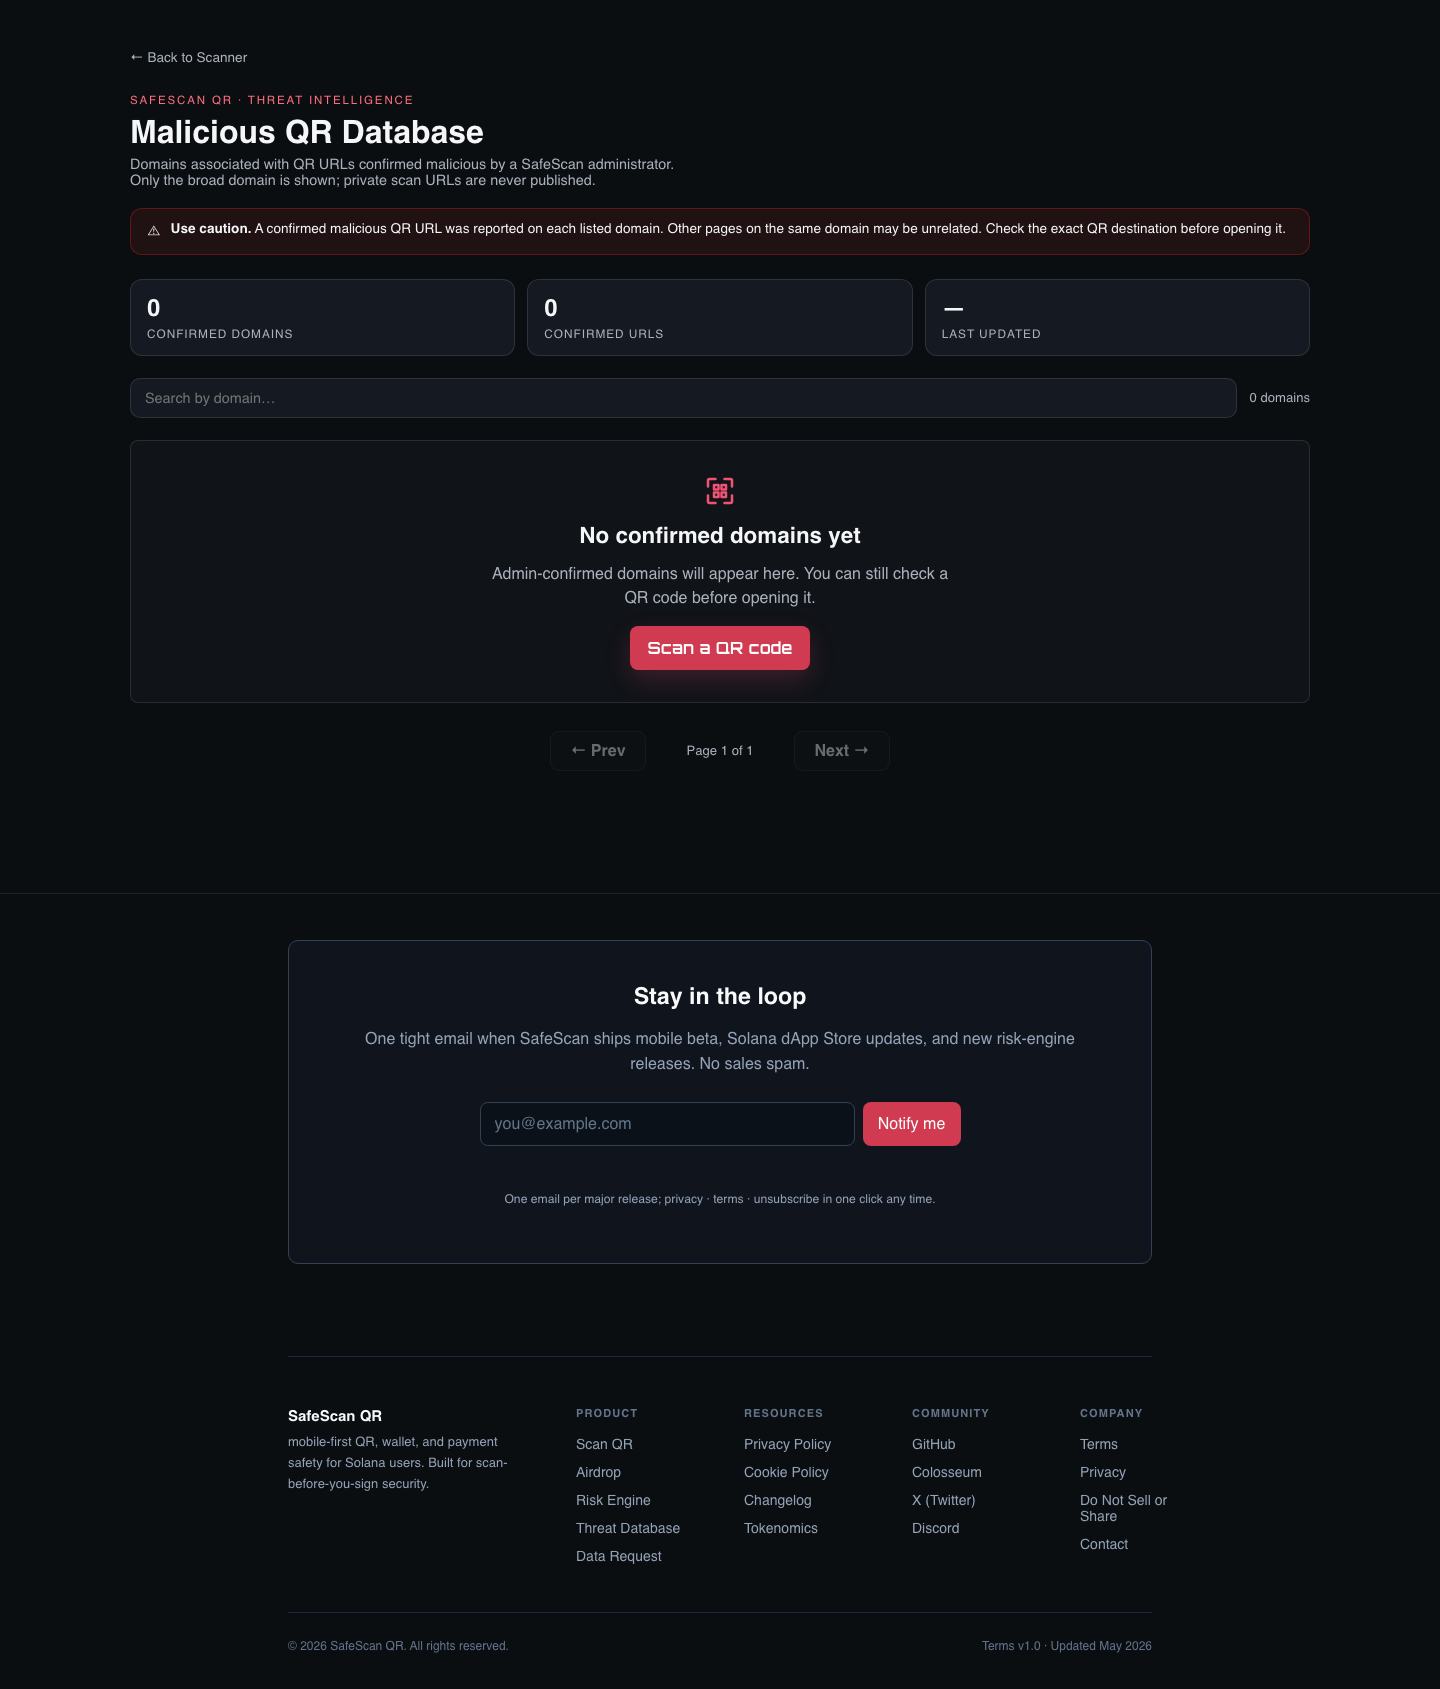 ← Back to Scanner
SAFESCAN QR · THREAT INTELLIGENCE
Malicious QR Database
Domains associated with QR URLs confirmed malicious by a SafeScan administrator.
Only the broad domain is shown; private scan URLs are never published.
⚠ Use caution. A confirmed malicious QR URL was reported on each listed domain. Other pages on the same domain may be unrelated. Check the exact QR destination before opening it.
0
CONFIRMED DOMAINS
0
CONFIRMED URLS
—
LAST UPDATED
Search by domain…
0 domains
No confirmed domains yet
Admin-confirmed domains will appear here. You can still check a
QR code before opening it.
Scan a QR code
← Prev
Page 1 of 1
Next →
Stay in the loop
One tight email when SafeScan ships mobile beta, Solana dApp Store updates, and new risk-engine
releases. No sales spam.
you@example.com
Notify me
One email per major release; privacy · terms · unsubscribe in one click any time.
SafeScan QR
mobile-first QR, wallet, and payment
safety for Solana users. Built for scan-
before-you-sign security.
PRODUCT
Scan QR
Airdrop
Risk Engine
Threat Database
Data Request
RESOURCES
Privacy Policy
Cookie Policy
Changelog
Tokenomics
COMMUNITY
GitHub
Colosseum
X (Twitter)
Discord
COMPANY
Terms
Privacy
Do Not Sell or
Share
Contact
© 2026 SafeScan QR. All rights reserved.
Terms v1.0 · Updated May 2026